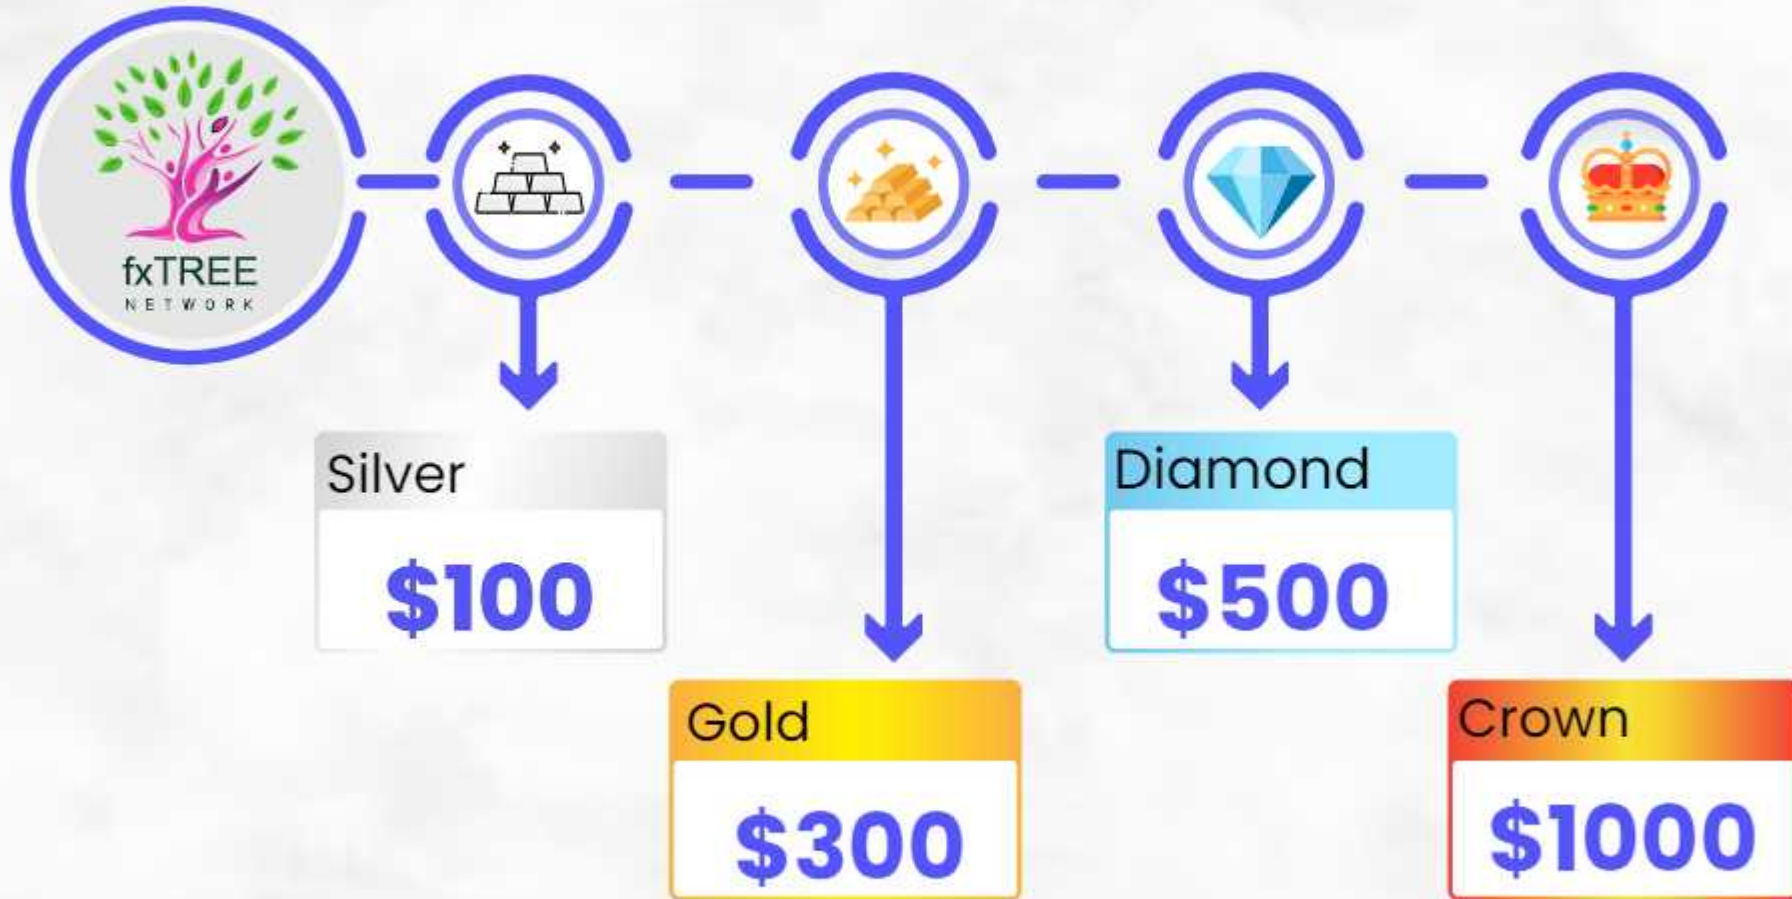 fxTREE
NETWORK
Silver
$100
Gold
$300
Diamond
$500
Crown
$1000